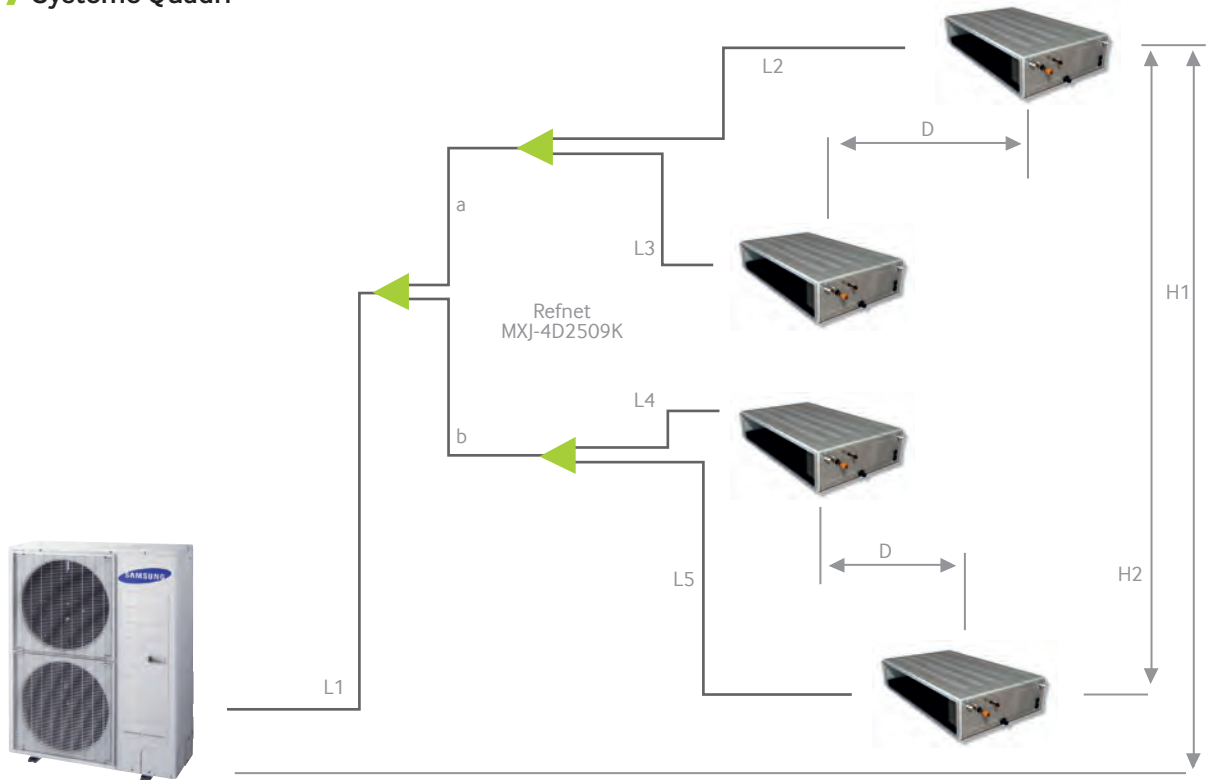 Système Quadri
L2
D
a
L3
H1
Refnet
MXJ-4D2509K
L4
b
D
L5
H2
SAMSUNG
L1